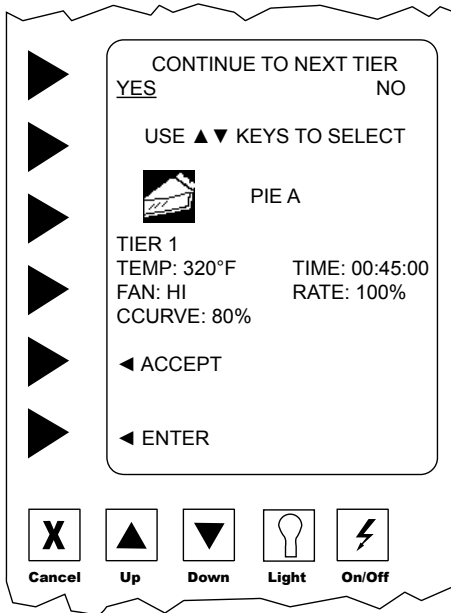 CONTINUE TO NEXT TIER
YES NO
USE ▲▼ KEYS TO SELECT
PIE A
TIER 1
TEMP: 320°F TIME: 00:45:00
FAN: HI RATE: 100%
CCURVE: 80%
◄ ACCEPT
◄ ENTER
X
Cancel Up Down Light On/Off